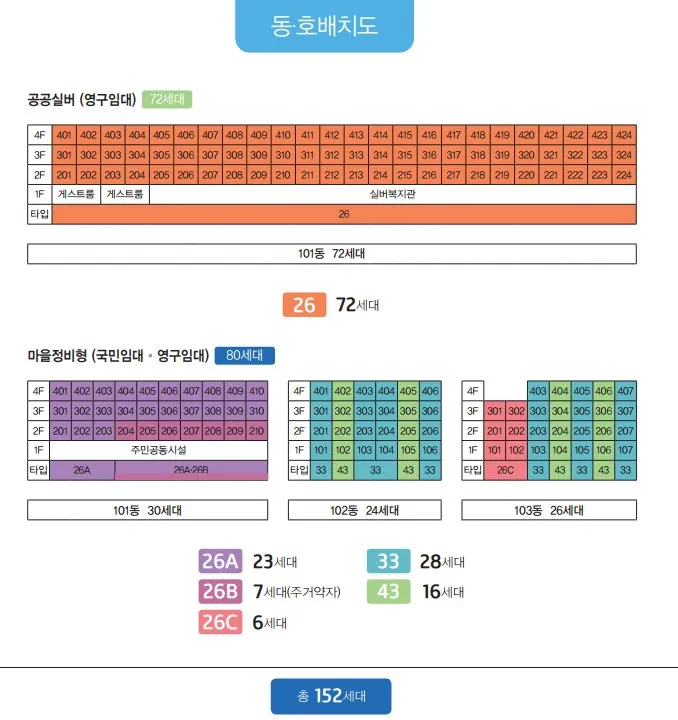 동·호배치도
공공실버 (영구임대) 72세대
4F 401 402 403 404 405 406 407 408 409 410 411 412 413 414 415 416 417 418 419 420 421 422 423 424
3F 301 302 303 304 305 306 307 308 309 310 311 312 313 314 315 316 317 318 319 320 321 322 323 324
2F 201 202 203 204 205 206 207 208 209 210 211 212 213 214 215 216 217 218 219 220 221 222 223 224
1F 게스트룸 게스트룸 실버복지관
타입 26
101동 72세대
26 72세대
마을정비형 (국민임대·영구임대) 80세대
4F 401 402 403 404 405 406 407 408 409 410
3F 301 302 303 304 305 306 307 308 309 310
2F 201 202 203 204 205 206 207 208 209 210
1F 주민공동시설
타입 26A 26A·26B
101동 30세대
4F 401 402 403 404 405 406
3F 301 302 303 304 305 306
2F 201 202 203 204 205 206
1F 101 102 103 104 105 106
타입 33 43 33 43 33
102동 24세대
4F 403 404 405 406 407
3F 301 302 303 304 305 306 307
2F 201 202 203 204 205 206 207
1F 101 102 103 104 105 106 107
타입 26C 33 43 33 43 33
103동 26세대
26A 23세대
26B 7세대(주거약자)
26C 6세대
33 28세대
43 16세대
총 152세대